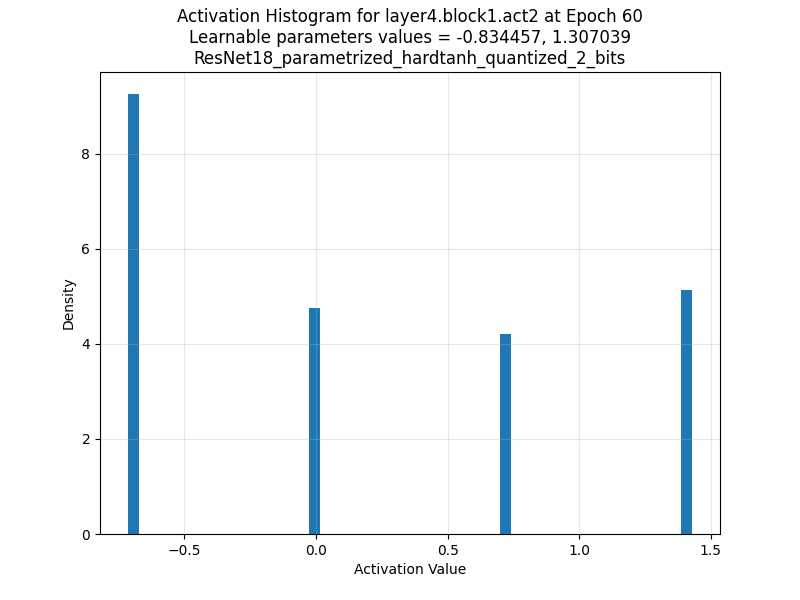 Activation Histogram for layer4.block1.act2 at Epoch 60
Learnable parameters values = -0.834457, 1.307039
ResNet18_parametrized_hardtanh_quantized_2_bits
Density
8
6
4
2
0
−0.5
0.0
0.5
1.0
1.5
Activation Value